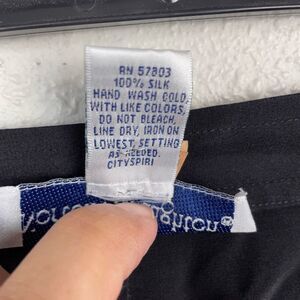 RN 57803
100% SILK
HAND WASH COLD
WITH LIKE COLORS,
DO NOT BLEACH,
LINE DRY, IRON ON
LOWEST, SETTING
AS NEEDED.
CITYSPIRI